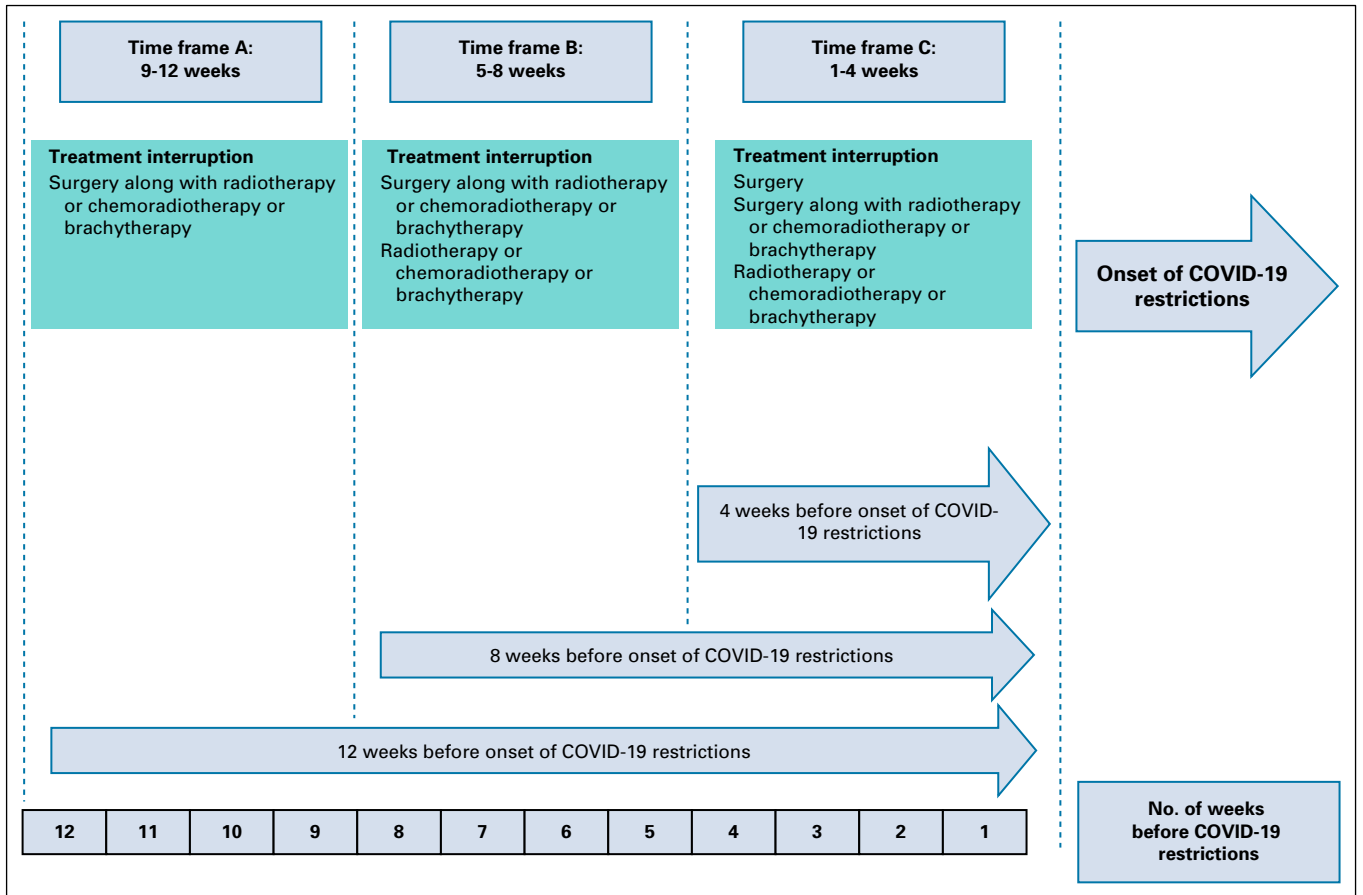 Time frame A:
9-12 weeks
Time frame B:
5-8 weeks
Time frame C:
1-4 weeks
Treatment interruption
Surgery along with radiotherapy
or chemoradiotherapy or
brachytherapy
Treatment interruption
Surgery along with radiotherapy
or chemoradiotherapy or
brachytherapy
Radiotherapy or
chemoradiotherapy or
brachytherapy
Treatment interruption
Surgery
Surgery along with radiotherapy
or chemoradiotherapy or
brachytherapy
Radiotherapy or
chemoradiotherapy or
brachytherapy
Onset of COVID-19
restrictions
4 weeks before onset of COVID-
19 restrictions
8 weeks before onset of COVID-19 restrictions
12 weeks before onset of COVID-19 restrictions
12 11 10 9 8 7 6 5 4 3 2 1
No. of weeks
before COVID-19
restrictions